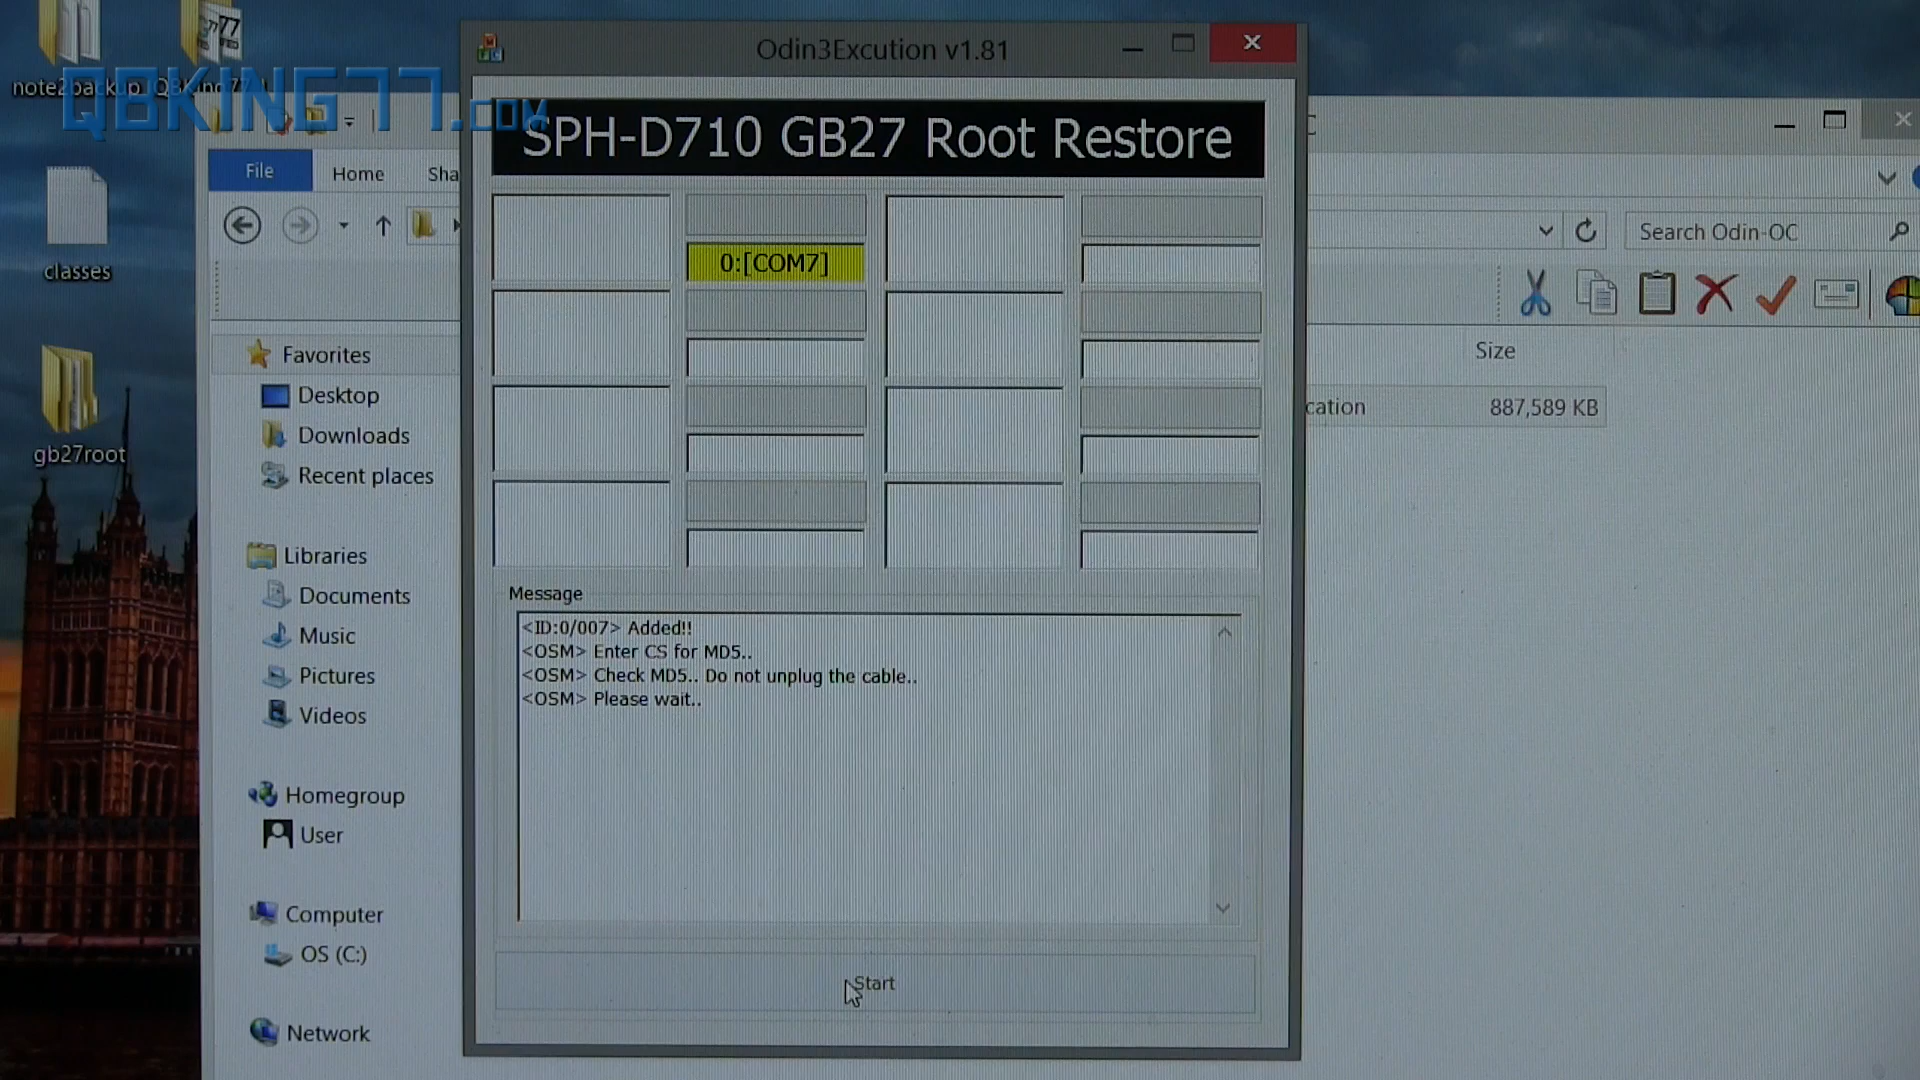 note2backup
QBKING77.COM
classes
gb27root
File
Home
Sha
Search Odin-OC
Size
cation
887,589 KB
Favorites
Desktop
Downloads
Recent places
Libraries
Documents
Music
Pictures
Videos
Homegroup
User
Computer
OS (C:)
Network
Odin3Excution v1.81
SPH-D710 GB27 Root Restore
0:[COM7]
Message
<ID:0/007> Added!!
<OSM> Enter CS for MD5..
<OSM> Check MD5.. Do not unplug the cable..
<OSM> Please wait..
Start